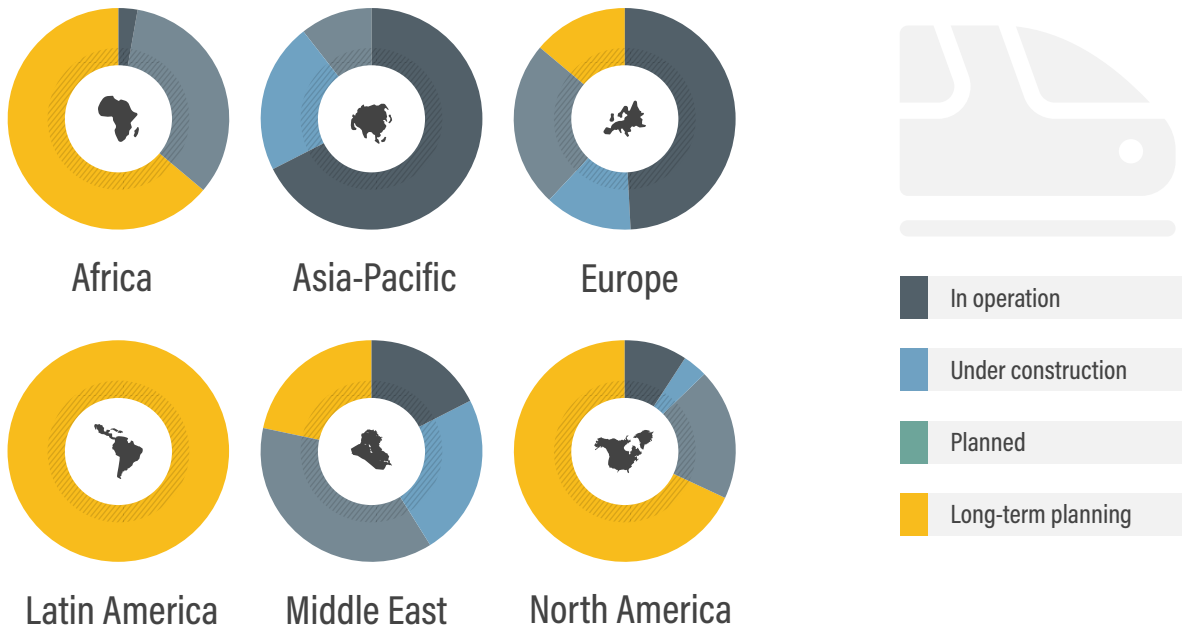 Africa
Asia-Pacific
Europe
Latin America
Middle East
North America
In operation
Under construction
Planned
Long-term planning